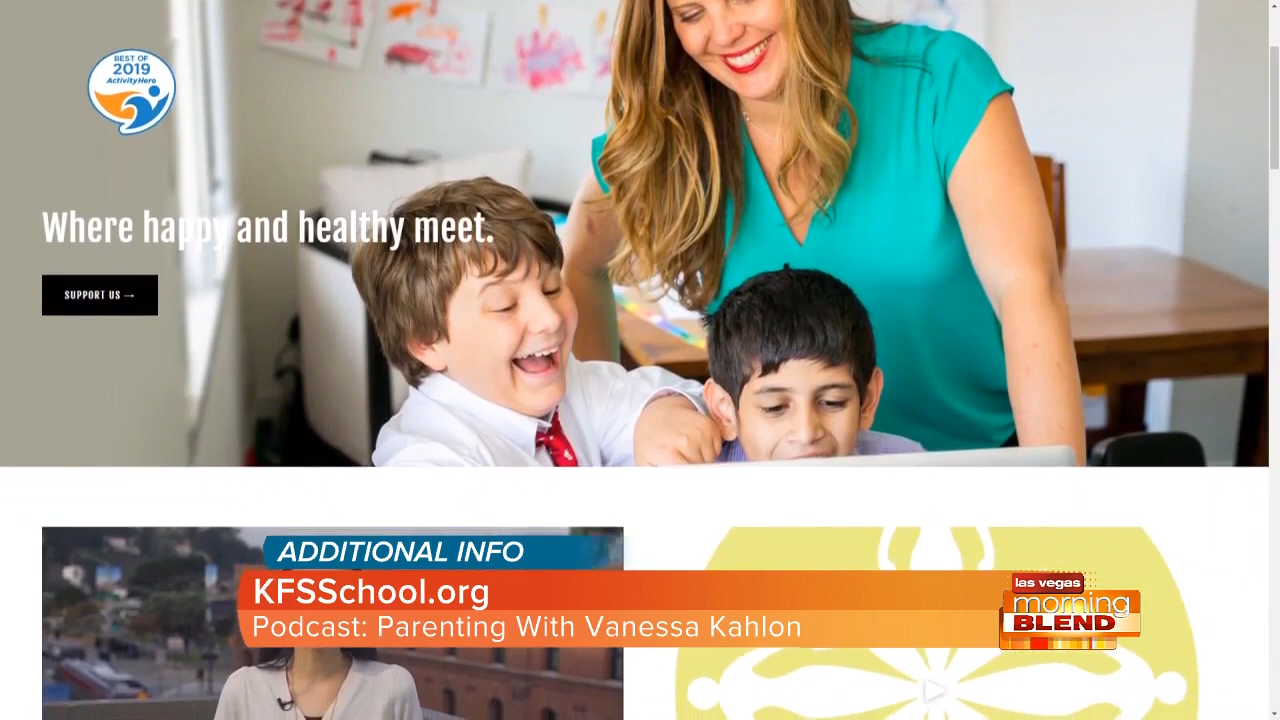 BEST OF
2019
ActivityHero
Where happy and healthy meet.
SUPPORT US →
ADDITIONAL INFO
KFSSchool.org
Podcast: Parenting With Vanessa Kahlon
las vegas
morning
BLEND